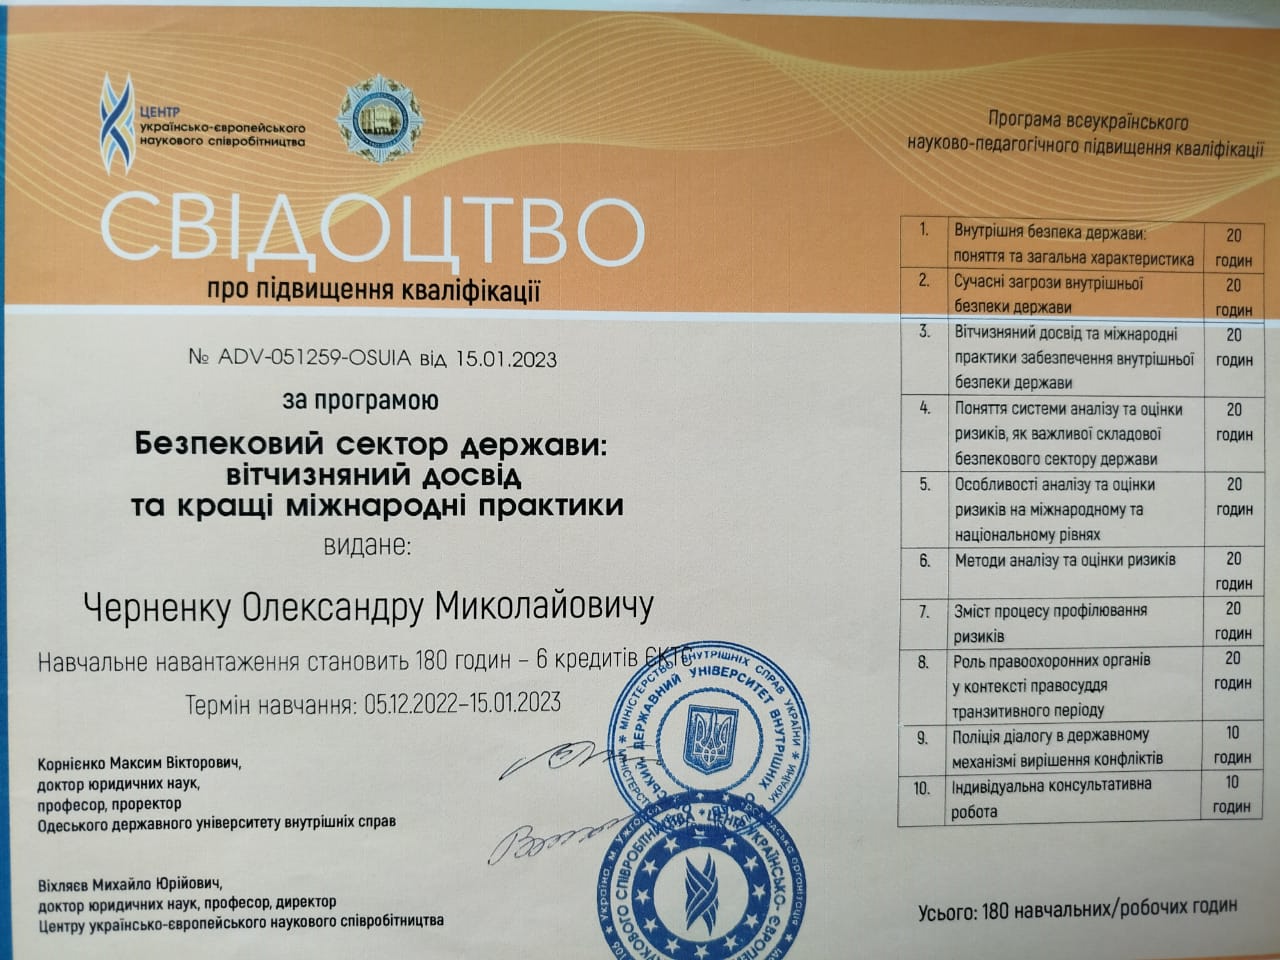 ЦЕНТР
українсько-європейського
наукового співробітництва
СВІДОЦТВО
про підвищення кваліфікації
№ ADV-051259-OSUIA від 15.01.2023
за програмою
Безпековий сектор держави:
вітчизняний досвід
та кращі міжнародні практики
видане:
Черненку Олександру Миколайовичу
Навчальне навантаження становить 180 годин – 6 кредитів ЄКТС
Термін навчання: 05.12.2022–15.01.2023
Корнієнко Максим Вікторович,
доктор юридичних наук,
професор, проректор
Одеського державного університету внутрішніх справ
Віхляєв Михайло Юрійович,
доктор юридичних наук, професор, директор
Центру українсько-європейського наукового співробітництва
МІНІСТЕРСТВО ВНУТРІШНІХ СПРАВ УКРАЇНИ
ДЕРЖАВНИЙ УНІВЕРСИТЕТ ВНУТРІШНІХ
Програма всеукраїнського
науково-педагогічного підвищення кваліфікації
1. Внутрішня безпека держави: 20
поняття та загальна характеристика годин
2. Сучасні загрози внутрішньої 20
безпеки держави годин
3. Вітчизняний досвід та міжнародні 20
практики забезпечення внутрішньої годин
безпеки держави
4. Поняття системи аналізу та оцінки 20
ризиків, як важливої складової годин
безпекового сектору держави
5. Особливості аналізу та оцінки 20
ризиків на міжнародному та годин
національному рівнях
6. Методи аналізу та оцінки ризиків 20
годин
7. Зміст процесу профілювання 20
ризиків годин
8. Роль правоохоронних органів 20
у контексті правосуддя годин
транзитивного періоду
9. Поліція діалогу в державному 10
механізмі вирішення конфліктів годин
10. Індивідуальна консультативна 10
робота годин
Усього: 180 навчальних/робочих годин